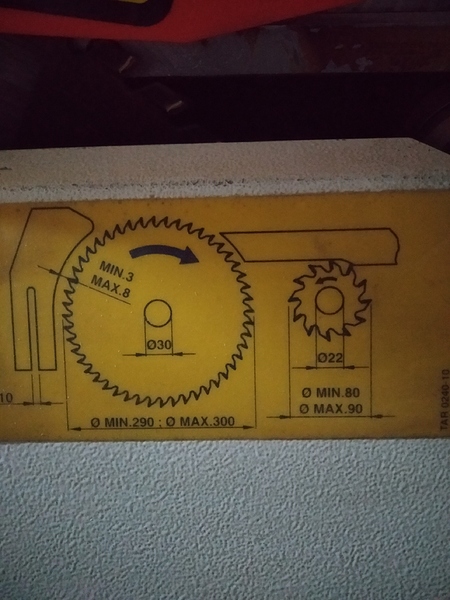 MIN.3
MAX.8
Ø30
10
Ø MIN.290 ; Ø MAX.300
Ø22
Ø MIN.80
Ø MAX.90
TAR 0240-10